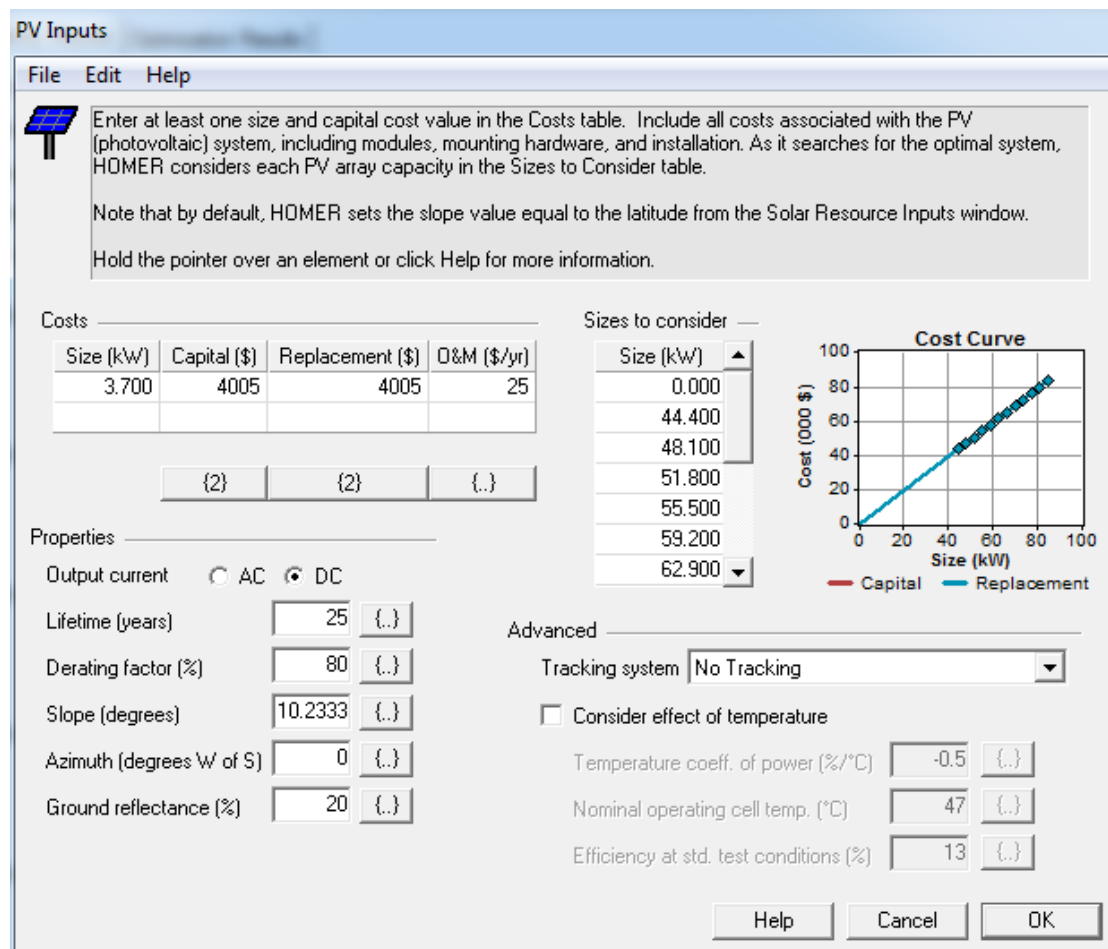 PV Inputs
File Edit Help
Enter at least one size and capital cost value in the Costs table. Include all costs associated with the PV
(photovoltaic) system, including modules, mounting hardware, and installation. As it searches for the optimal system,
HOMER considers each PV array capacity in the Sizes to Consider table.
Note that by default, HOMER sets the slope value equal to the latitude from the Solar Resource Inputs window.
Hold the pointer over an element or click Help for more information.
Costs
Size (kW) Capital ($) Replacement ($) O&M ($/yr)
3.700 4005 4005 25
{2} {2} {..}
Sizes to consider
Size (kW)
0.000
44.400
48.100
51.800
55.500
59.200
62.900
Cost Curve
Cost (000 $)
100
80
60
40
20
0
0 20 40 60 80 100
Size (kW)
Capital Replacement
Properties
Output current AC DC
Lifetime (years) 25 {..}
Derating factor (%) 80 {..}
Slope (degrees) 10.2333 {..}
Azimuth (degrees W of S) 0 {..}
Ground reflectance (%) 20 {..}
Advanced
Tracking system No Tracking
Consider effect of temperature
Temperature coeff. of power (%/°C) -0.5 {..}
Nominal operating cell temp. (°C) 47 {..}
Efficiency at std. test conditions (%) 13 {..}
Help Cancel OK